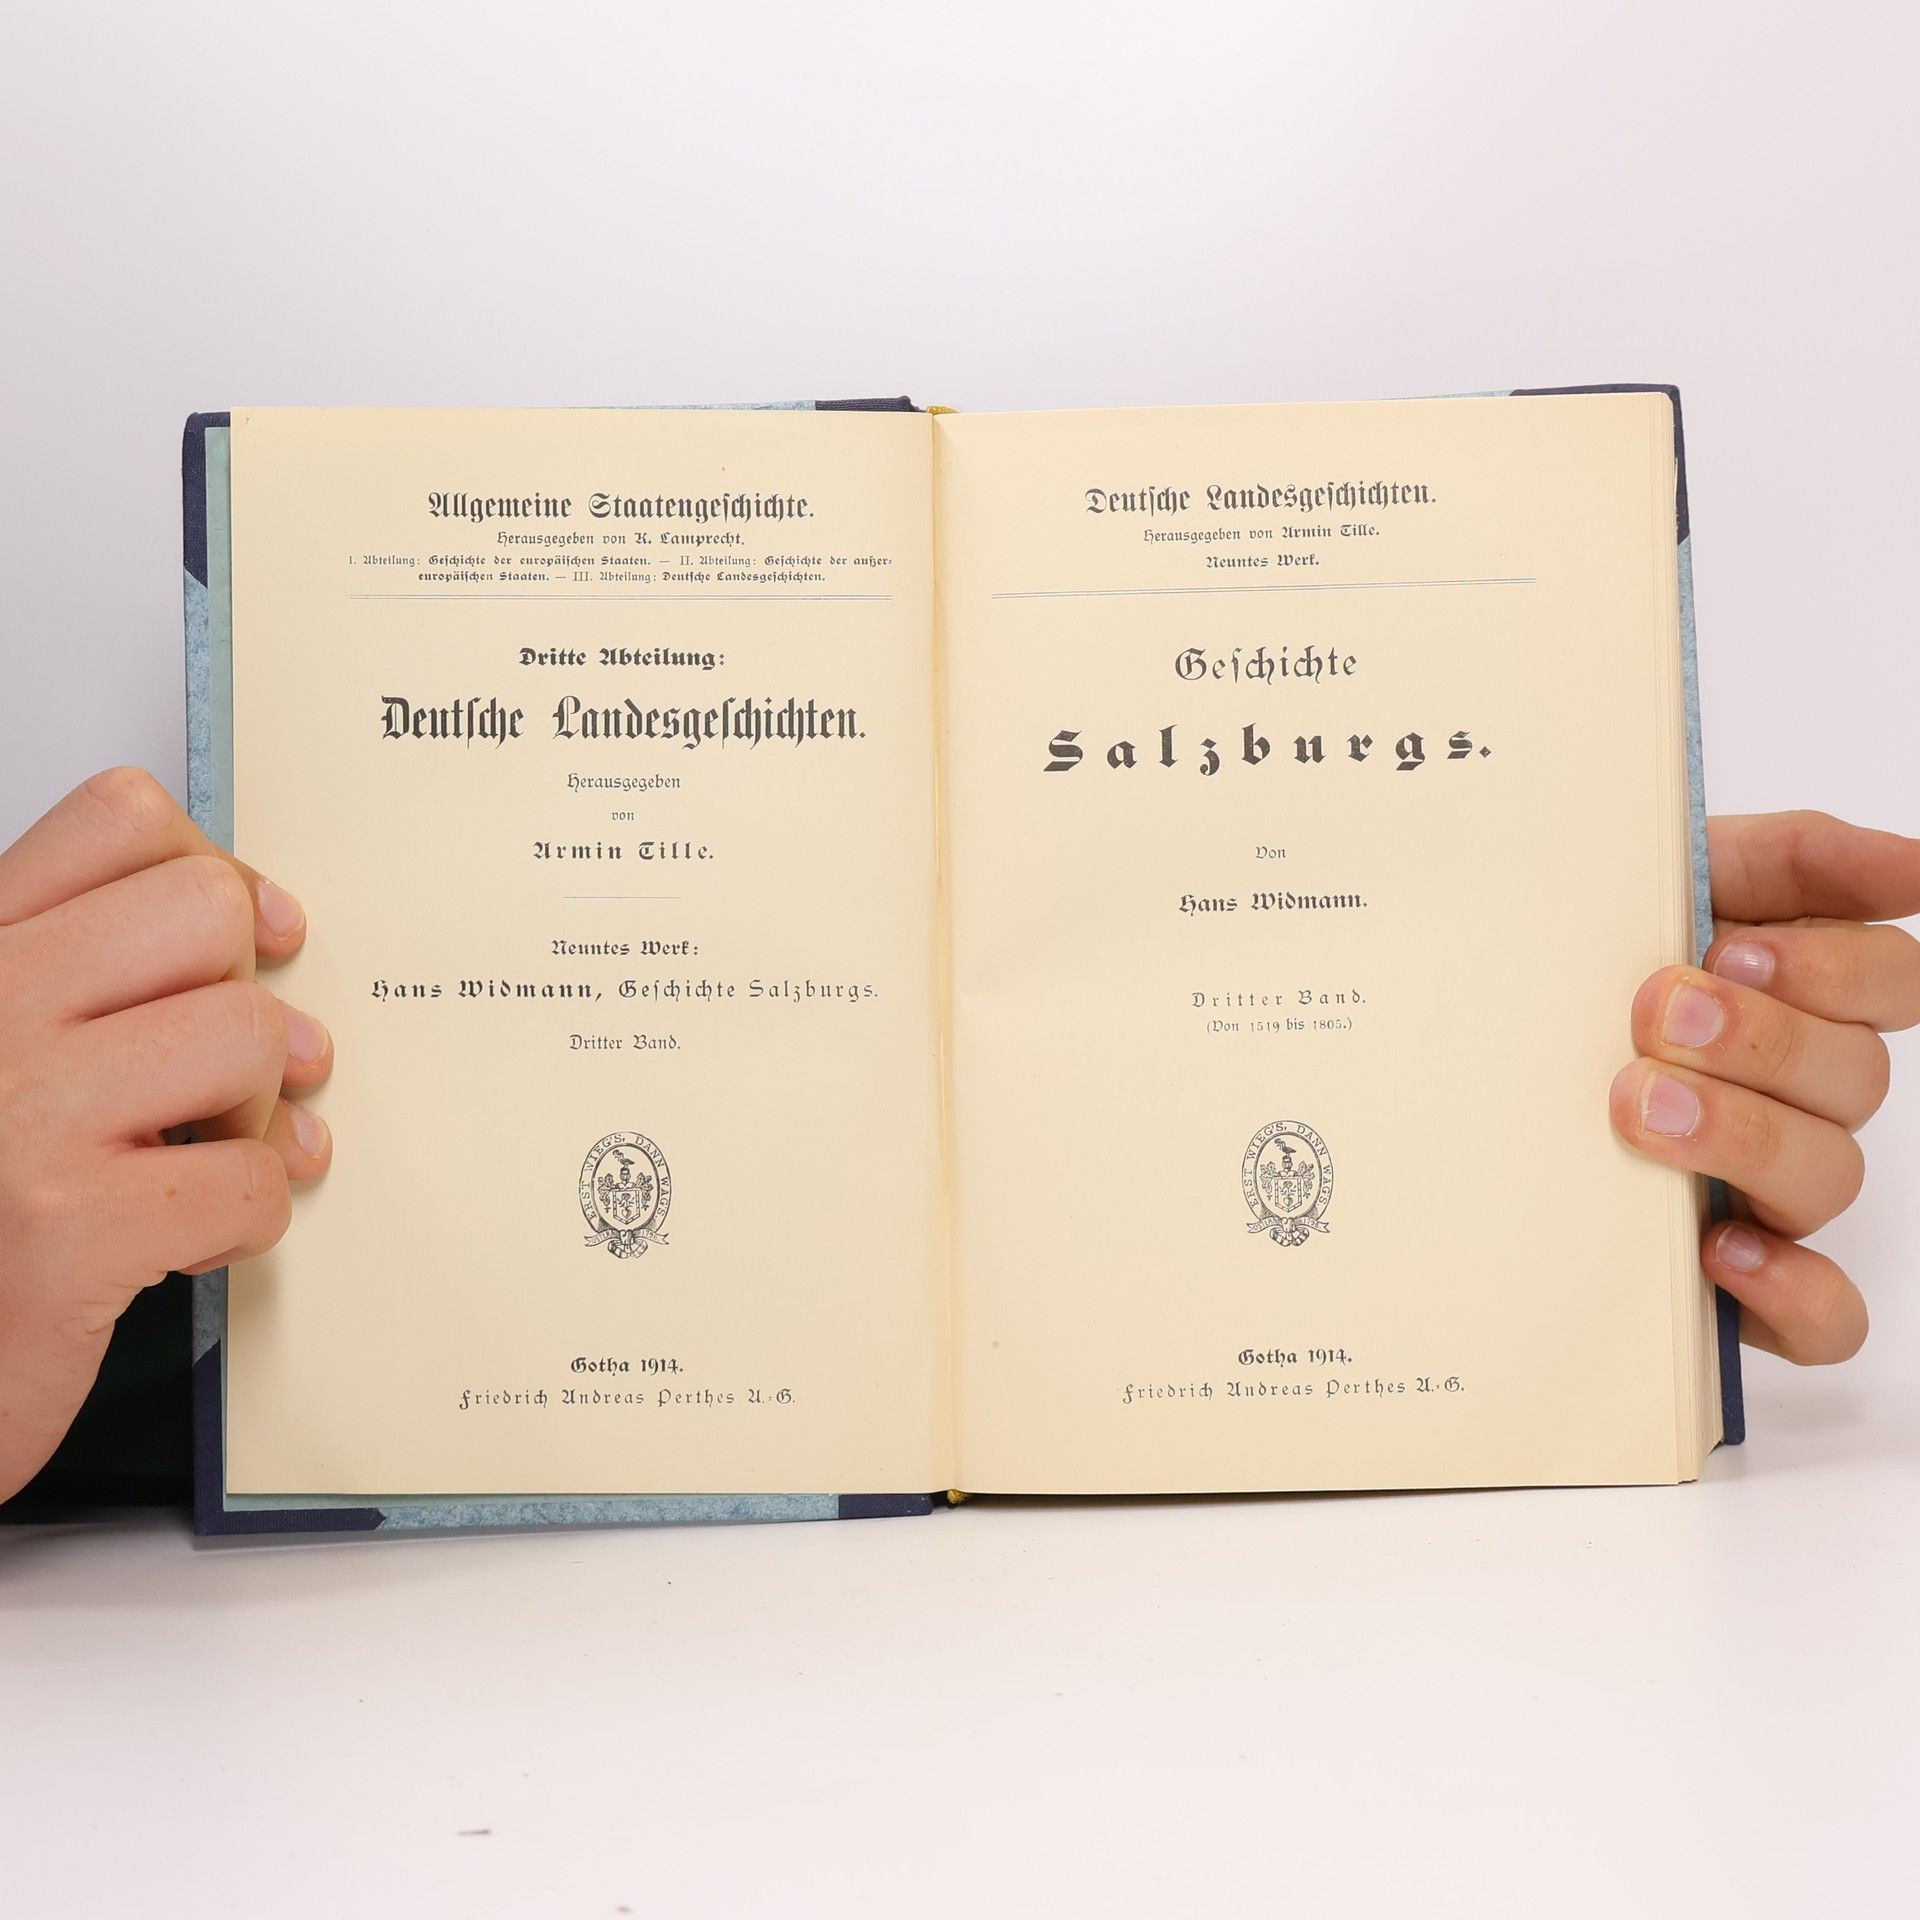 Allgemeine Staatengeschichte.
Herausgegeben von K. Lamprecht.
I. Abteilung: Geschichte der europäischen Staaten. — II. Abteilung: Geschichte der außer-
europäischen Staaten. — III. Abteilung: Deutsche Landesgeschichten.
Dritte Abteilung:
Deutsche Landesgeschichten.
Herausgegeben
von
Armin Tille.
Neuntes Werk:
Hans Widmann, Geschichte Salzburgs.
Dritter Band.
ERST WIEG'S, DANN WAG'S.
Gotha 1914.
Friedrich Andreas Perthes A.-G.
Deutsche Landesgeschichten.
Herausgegeben von Armin Tille.
Neuntes Werk.
Geschichte
Salzburgs.
Von
Hans Widmann.
Dritter Band.
(Von 1519 bis 1805.)
ERST WIEG'S, DANN WAG'S.
Gotha 1914.
Friedrich Andreas Perthes A.-G.